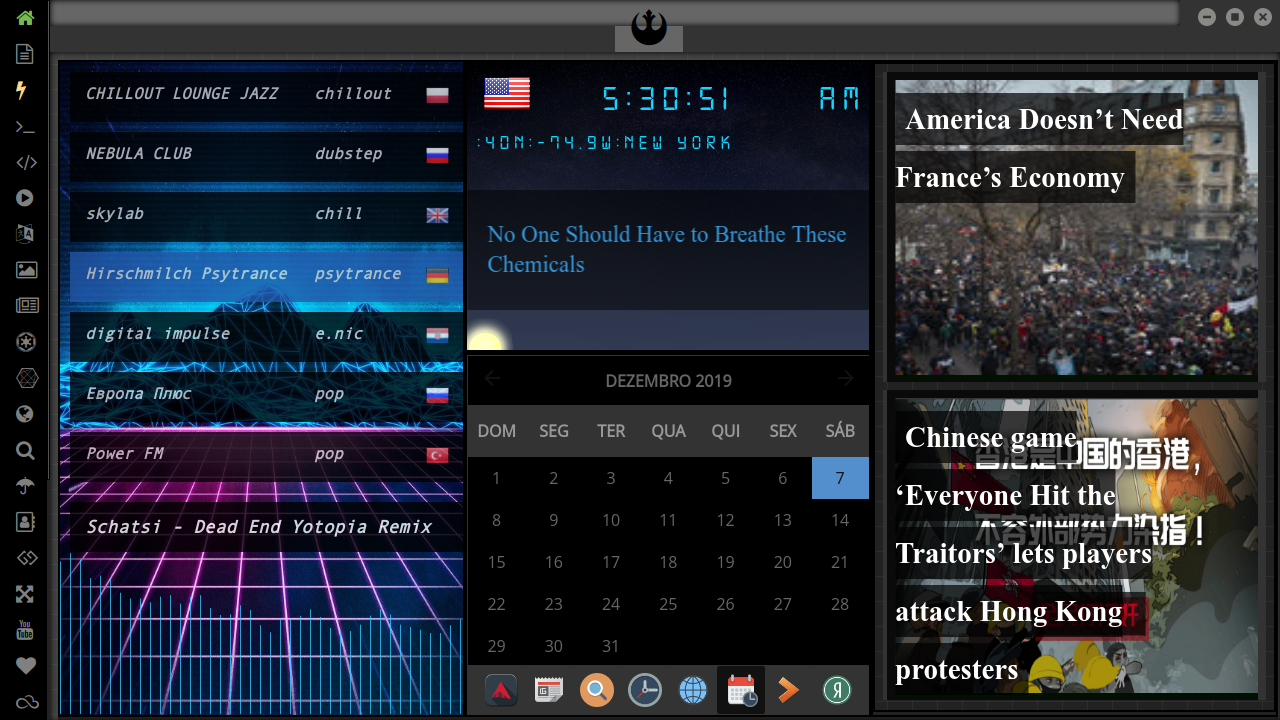 CHILLOUT LOUNGE JAZZ chillout
NEBULA CLUB dubstep
skylab chill
Hirschmilch Psytrance psytrance
digital impulse e.nic
Европа Плюс pop
Power FM pop
Schatsi - Dead End Yotopia Remix
5:30:51 AM
:40N:-74.9W:NEW YORK
No One Should Have to Breathe These
Chemicals
DEZEMBRO 2019
DOM SEG TER QUA QUI SEX SÁB
1 2 3 4 5 6 7
8 9 10 11 12 13 14
15 16 17 18 19 20 21
22 23 24 25 26 27 28
29 30 31
Я
America Doesn’t Need
France’s Economy
Chinese game
‘Everyone Hit the
Traitors’ lets players
attack Hong Kong
protesters
香港是中国的香港，
不容外部势力染指！
You
Tube